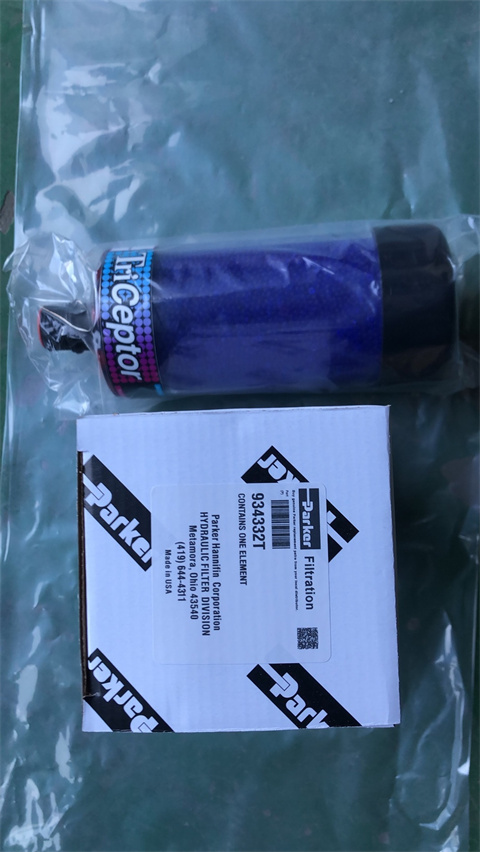 TriCeptor
Parker
Parker
Parker
Parker
Parker Filtration
934332T
CONTAINS ONE ELEMENT
Parker Hannifin Corporation
HYDRAULIC FILTER DIVISION
Metamora, Ohio 43540
(419) 644-4311
Made in USA